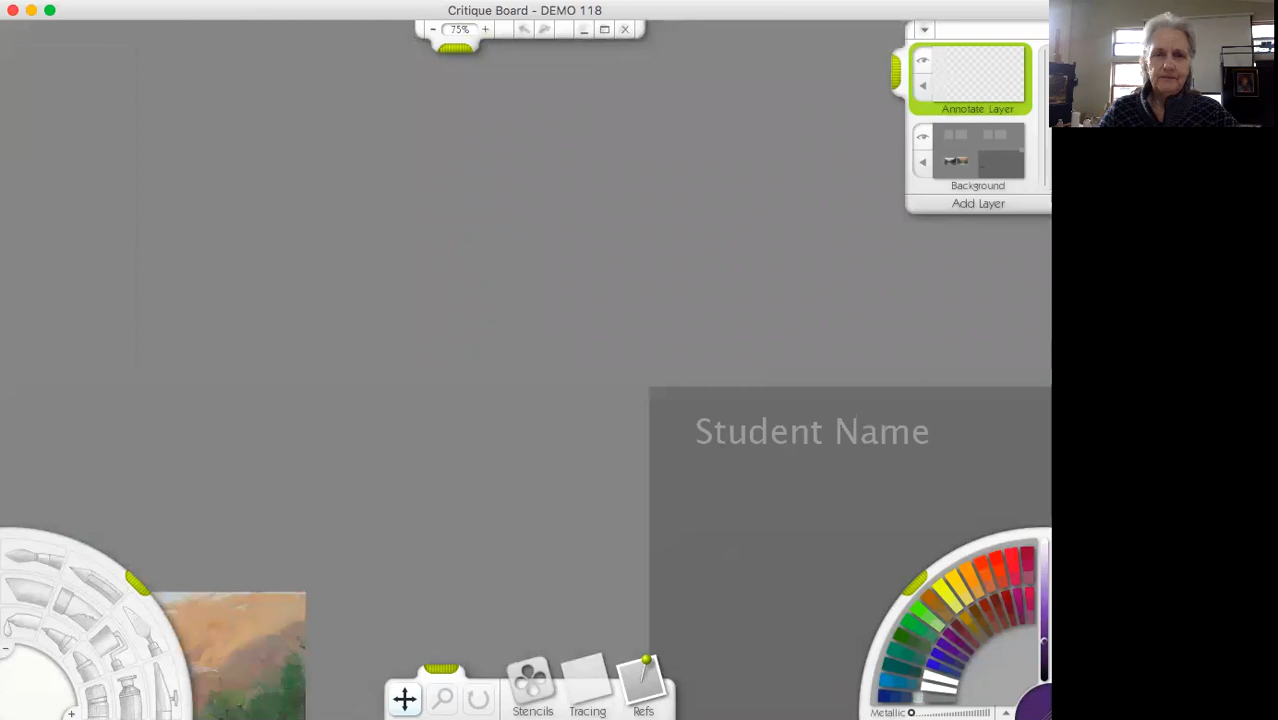 Critique Board - DEMO 118
75%
Annotate Layer
Background
Add Layer
Student Name
Stencils
Tracing
Refs
Metallic